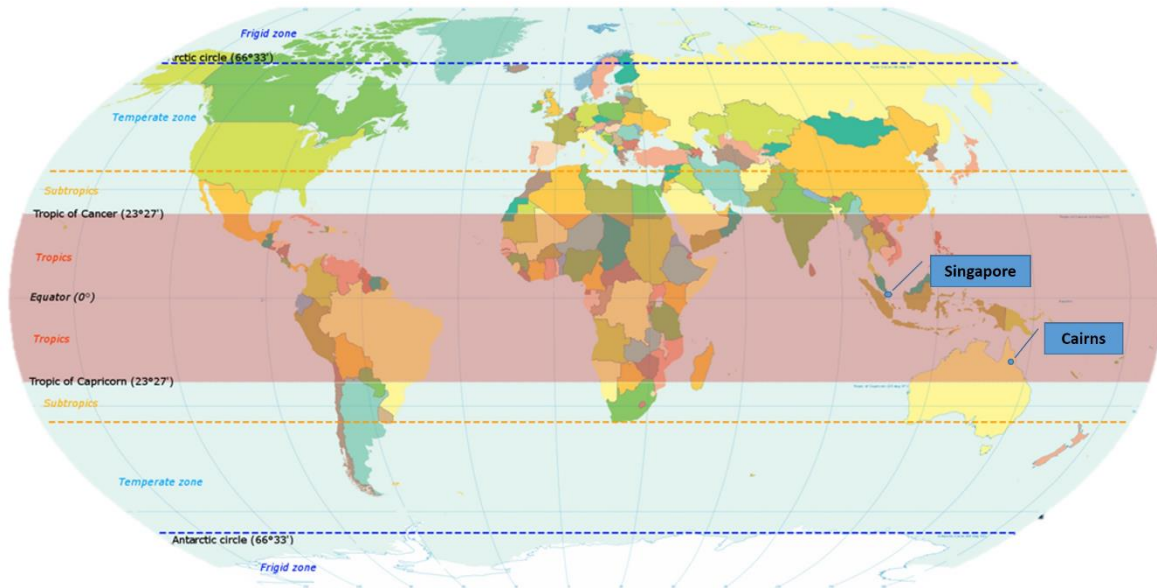 Frigid zone
rctic circle (66°33')
Temperate zone
Subtropics
Tropic of Cancer (23°27')
Tropics
Singapore
Equator (0°)
Tropics
Cairns
Tropic of Capricorn (23°27')
Subtropics
Temperate zone
Antarctic circle (66°33')
Frigid zone